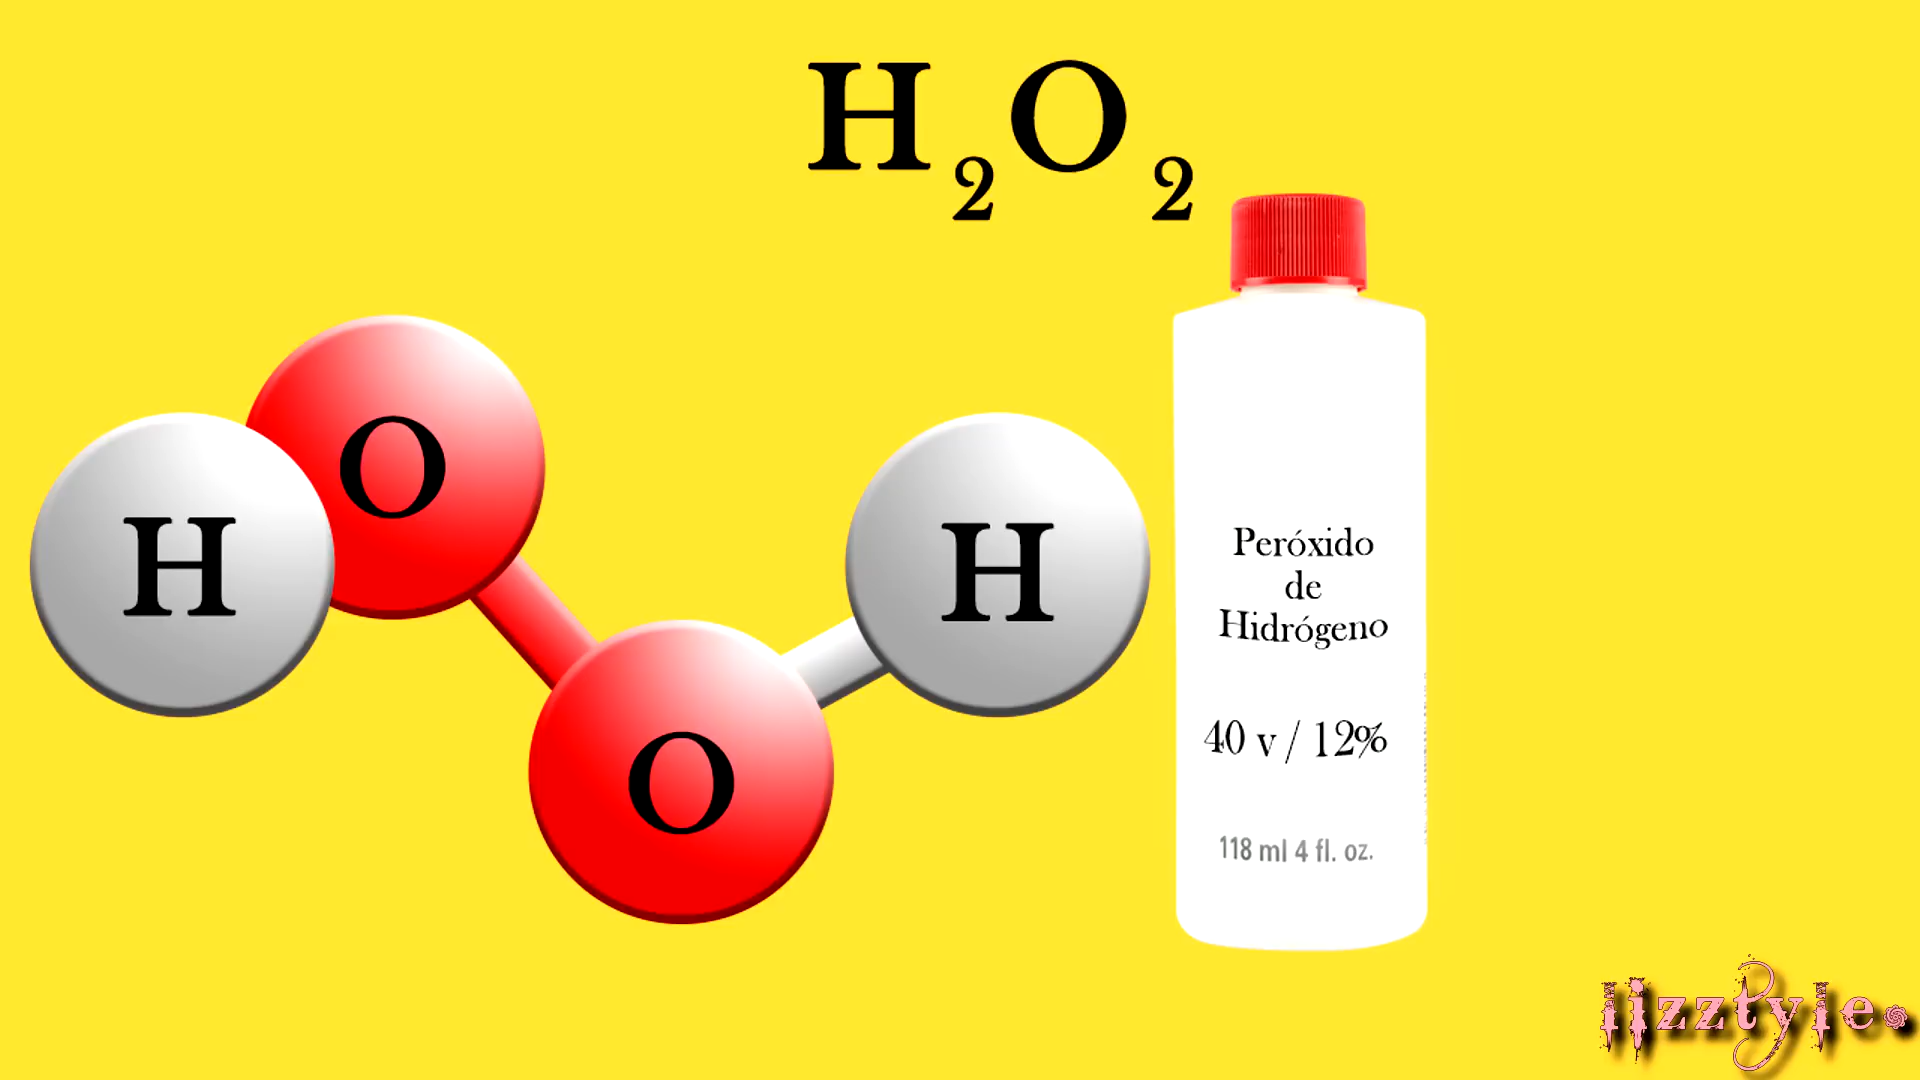 H₂O₂
O
H
H
O
Peróxido
de
Hidrógeno
40 v / 12%
118 ml 4 fl. oz.
lizztyle